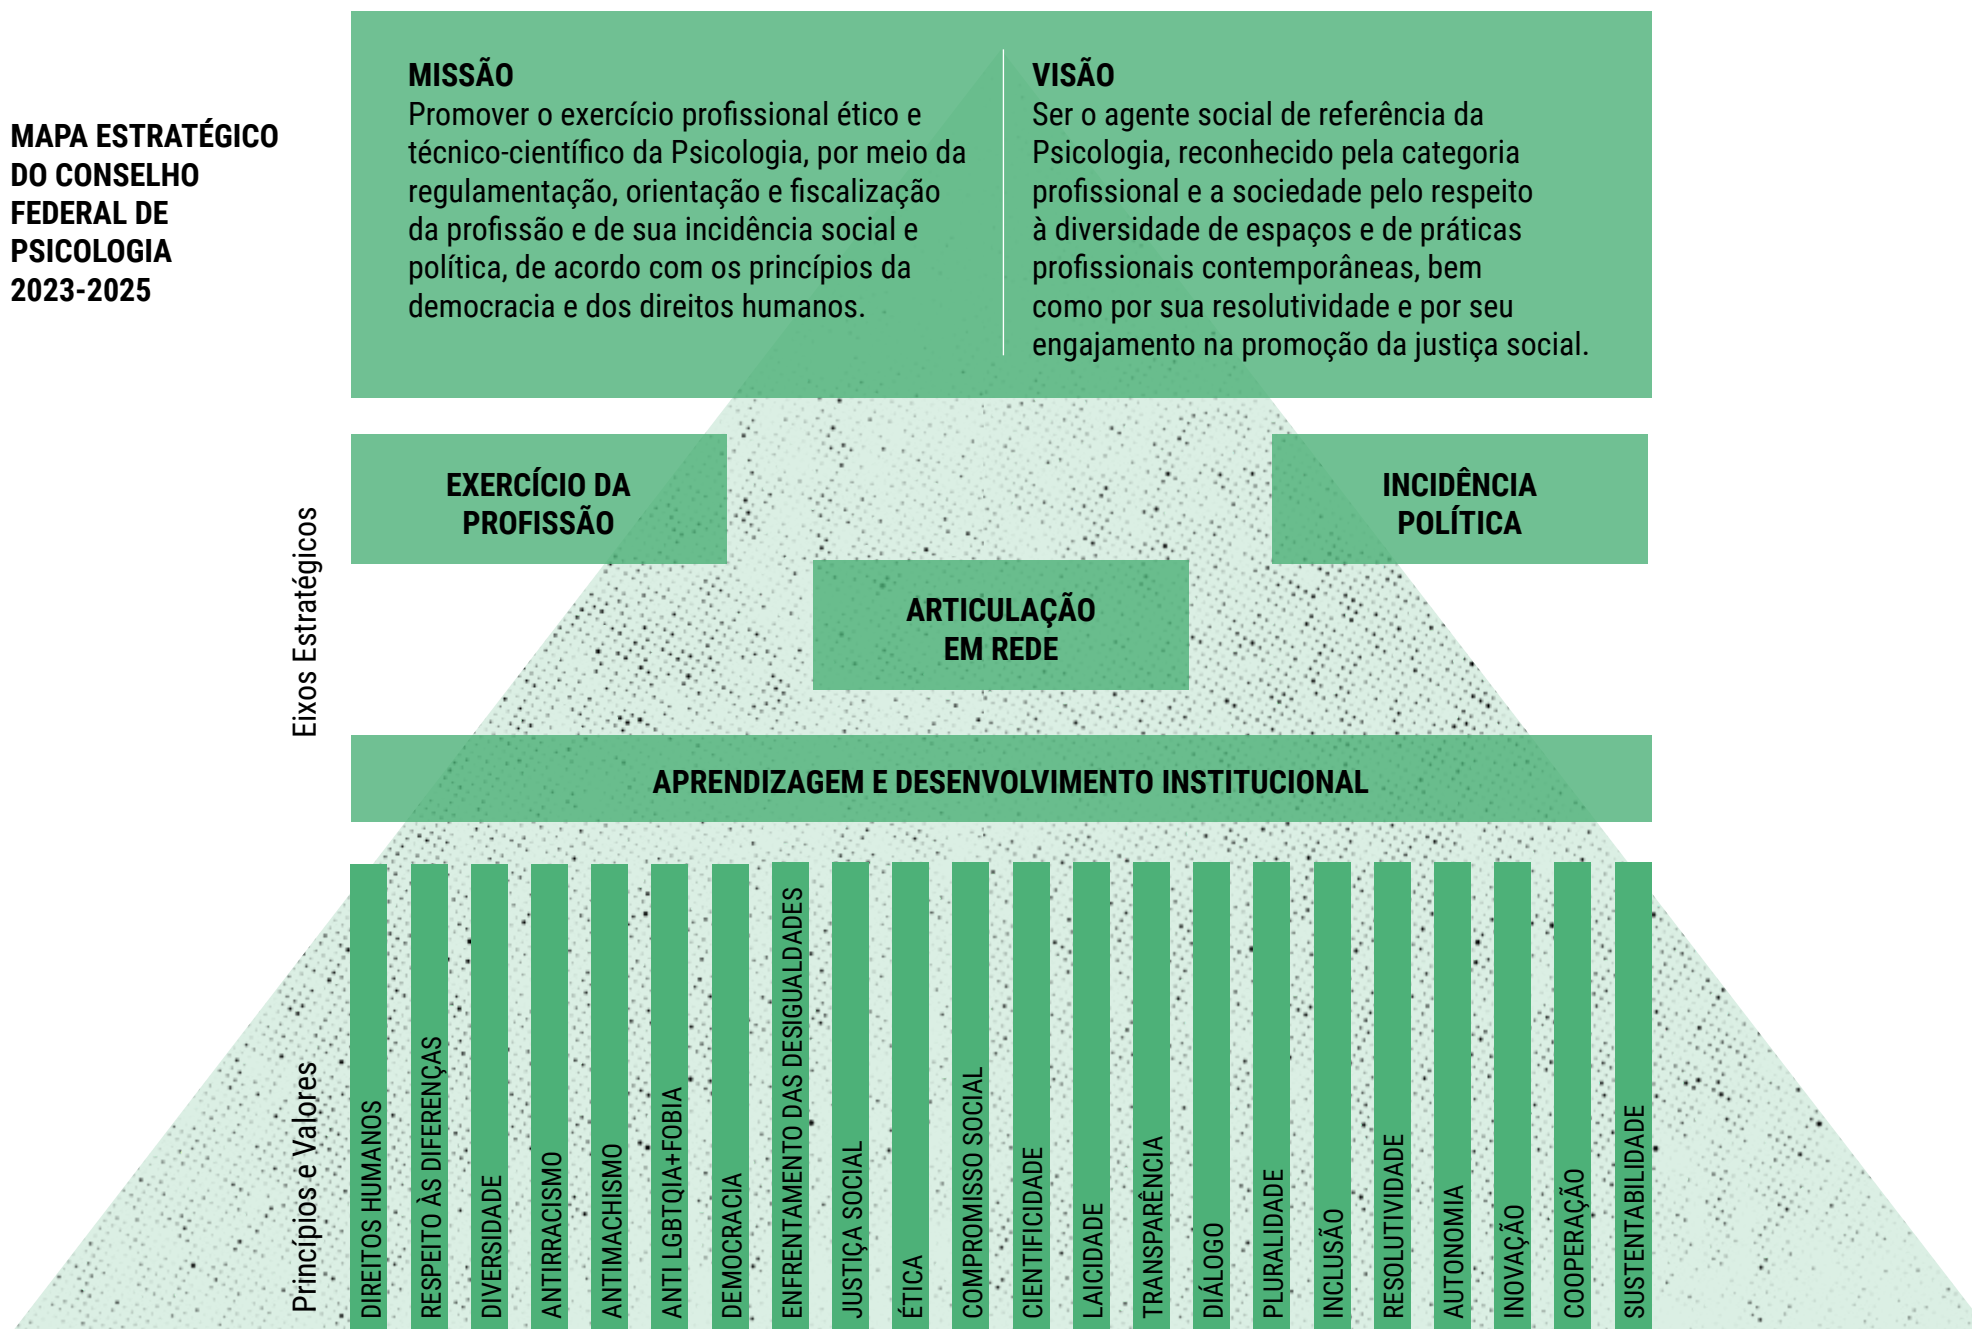 MAPA ESTRATÉGICO
DO CONSELHO
FEDERAL DE
PSICOLOGIA
2023-2025
MISSÃO
Promover o exercício profissional ético e
técnico-científico da Psicologia, por meio da
regulamentação, orientação e fiscalização
da profissão e de sua incidência social e
política, de acordo com os princípios da
democracia e dos direitos humanos.
VISÃO
Ser o agente social de referência da
Psicologia, reconhecido pela categoria
profissional e a sociedade pelo respeito
à diversidade de espaços e de práticas
profissionais contemporâneas, bem
como por sua resolutividade e por seu
engajamento na promoção da justiça social.
Eixos Estratégicos
EXERCÍCIO DA
PROFISSÃO
INCIDÊNCIA
POLÍTICA
ARTICULAÇÃO
EM REDE
APRENDIZAGEM E DESENVOLVIMENTO INSTITUCIONAL
Princípios e Valores
DIREITOS HUMANOS
RESPEITO ÀS DIFERENÇAS
DIVERSIDADE
ANTIRRACISMO
ANTIMACHISMO
ANTI LGBTQIA+FOBIA
DEMOCRACIA
ENFRENTAMENTO DAS DESIGUALDADES
JUSTIÇA SOCIAL
ÉTICA
COMPROMISSO SOCIAL
CIENTIFICIDADE
LAICIDADE
TRANSPARÊNCIA
DIÁLOGO
PLURALIDADE
INCLUSÃO
RESOLUTIVIDADE
AUTONOMIA
INOVAÇÃO
COOPERAÇÃO
SUSTENTABILIDADE